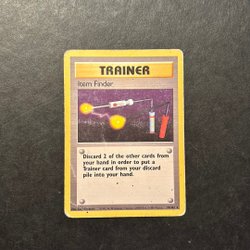 TRAINER
Item Finder
Discard 2 of the other cards from
your hand in order to put a
Trainer card from your discard
pile into your hand.